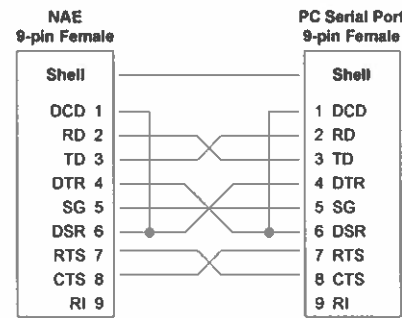 NAE
9-pin Female
PC Serial Port
9-pin Female
Shell
Shell
DCD 1
1 DCD
RD 2
2 RD
TD 3
3 TD
DTR 4
4 DTR
SG 5
5 SG
DSR 6
6 DSR
RTS 7
7 RTS
CTS 8
8 CTS
RI 9
9 RI